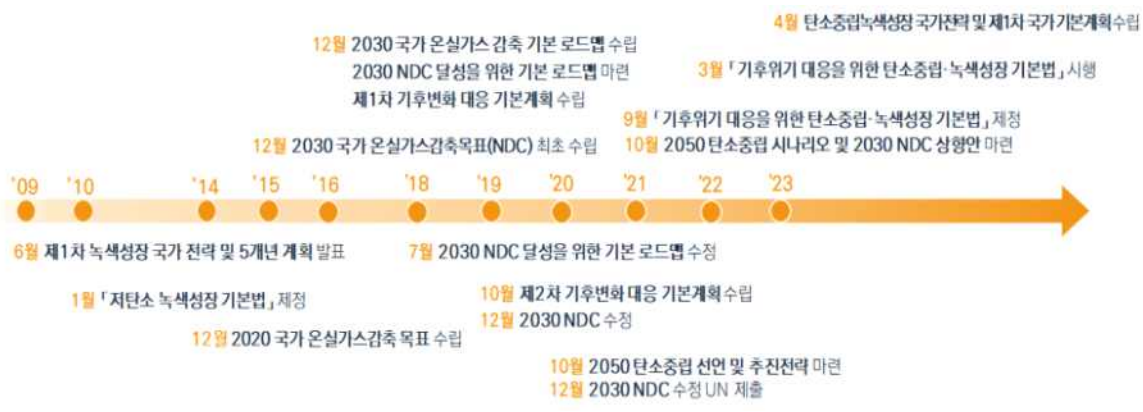 4월 탄소중립녹색성장 국가전략 및 제1차 국가기본계획수립
12월 2030 국가 온실가스 감축 기본 로드맵 수립
2030 NDC 달성을 위한 기본 로드맵 마련
3월 「기후위기 대응을 위한 탄소중립·녹색성장 기본법」 시행
제1차 기후변화 대응 기본계획 수립
9월 「기후위기 대응을 위한 탄소중립·녹색성장 기본법」 제정
12월 2030 국가 온실가스감축목표(NDC) 최초 수립
10월 2050 탄소중립 시나리오 및 2030 NDC 상향안 마련
'09 '10 '14 '15 '16 '18 '19 '20 '21 '22 '23
6월 제1차 녹색성장 국가 전략 및 5개년 계획 발표
7월 2030 NDC 달성을 위한 기본 로드맵 수정
1월 「저탄소 녹색성장 기본법」 제정
10월 제2차 기후변화 대응 기본계획 수립
12월 2030 NDC 수정
12월 2020 국가 온실가스감축 목표 수립
10월 2050 탄소중립 선언 및 추진전략 마련
12월 2030 NDC 수정 UN 제출